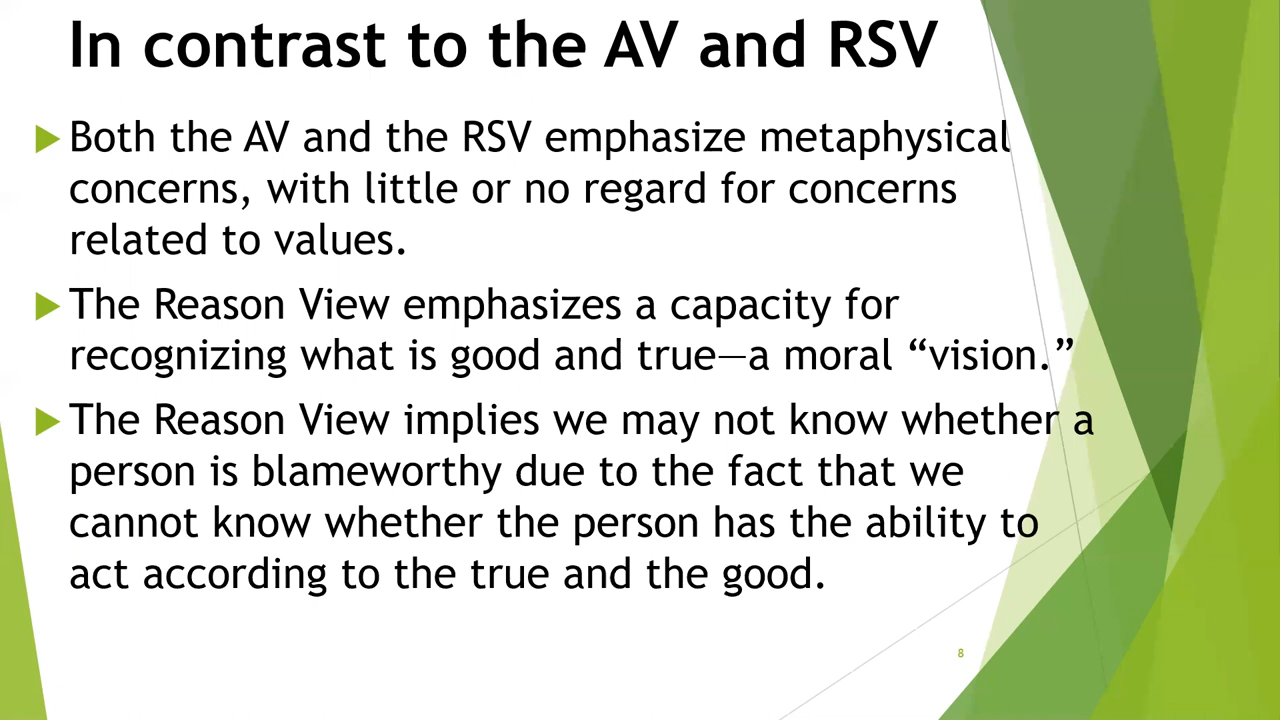 In contrast to the AV and RSV
Both the AV and the RSV emphasize metaphysical
concerns, with little or no regard for concerns
related to values.
The Reason View emphasizes a capacity for
recognizing what is good and true—a moral “vision.”
The Reason View implies we may not know whether a
person is blameworthy due to the fact that we
cannot know whether the person has the ability to
act according to the true and the good.
8